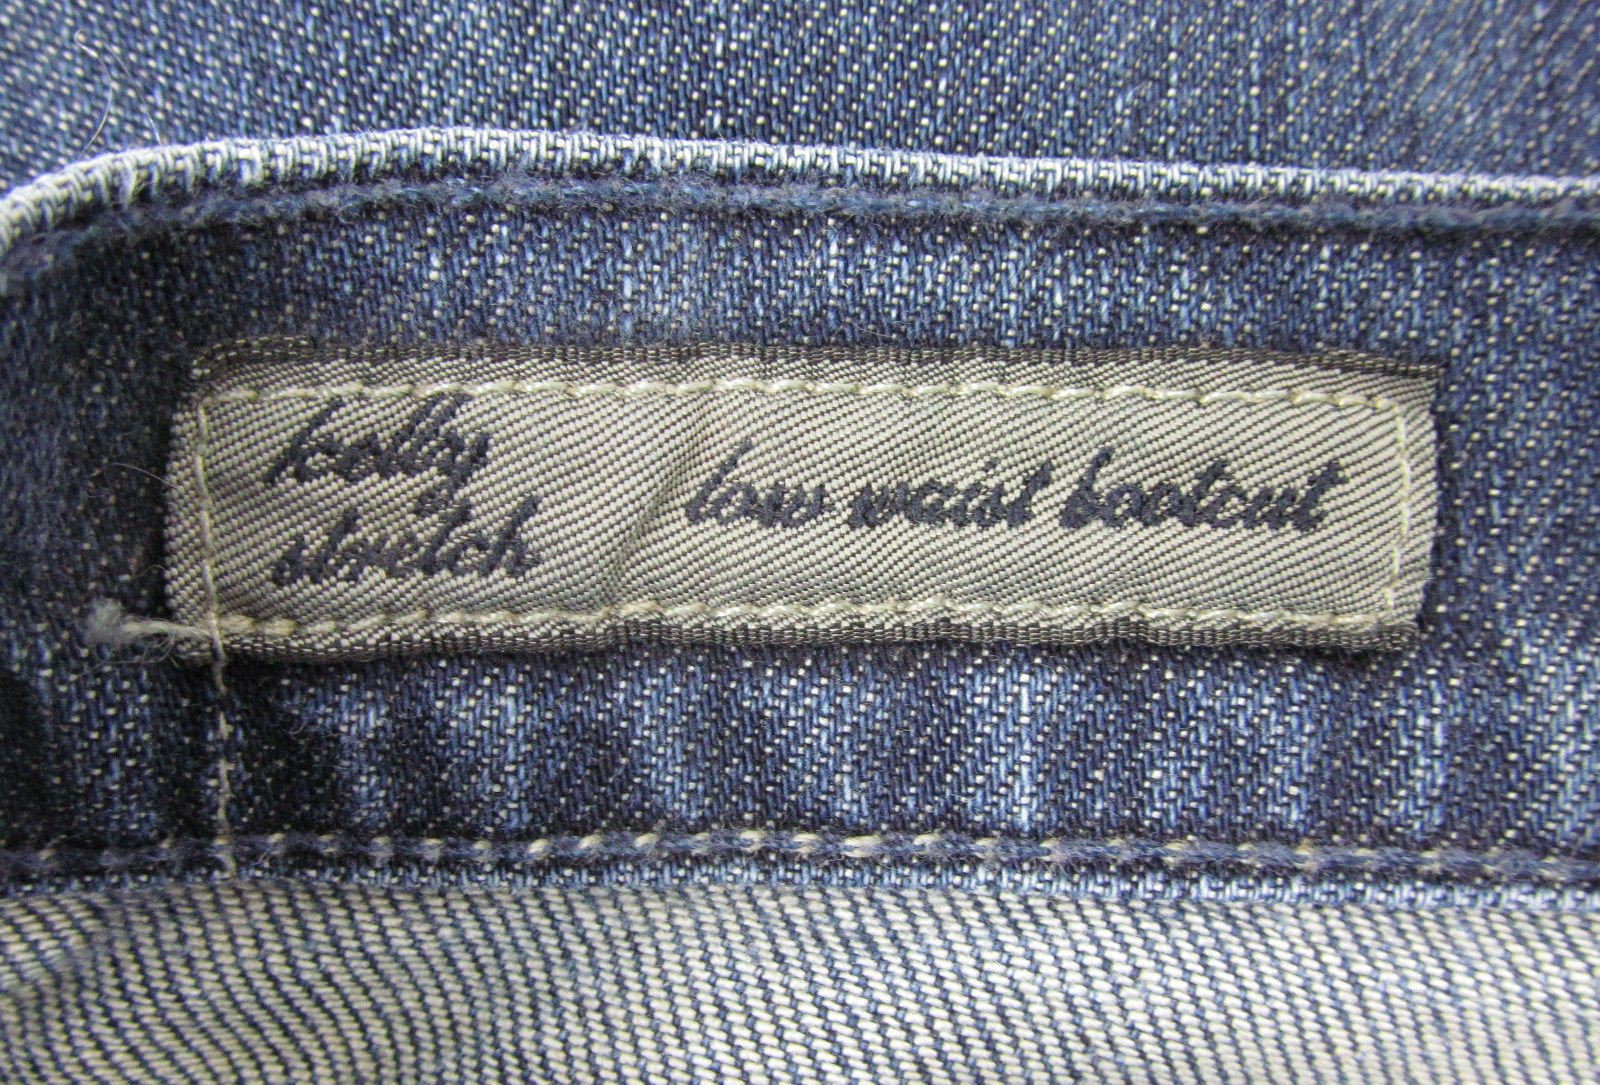 kelly
stretch
low waist bootcut